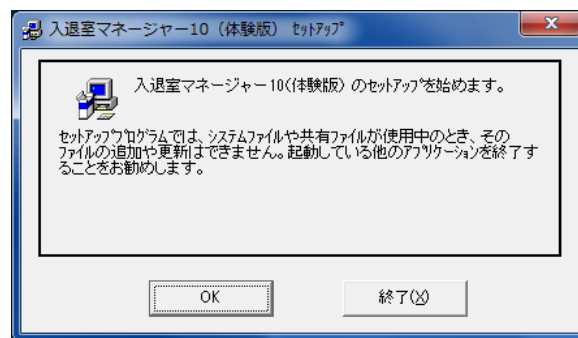 入退室マネージャー10（体験版） ｾｯﾄｱｯﾌﾟ
入退室マネージャー10(体験版) のｾｯﾄｱｯﾌﾟを始めます。
ｾｯﾄｱｯﾌﾟﾌﾟﾛｸﾞﾗﾑでは、ｼｽﾃﾑﾌｧｲﾙや共有ﾌｧｲﾙが使用中のとき、その
ﾌｧｲﾙの追加や更新はできません。起動している他のｱﾌﾟﾘｹｰｼｮﾝを終了す
ることをお勧めします。
OK
終了(X)